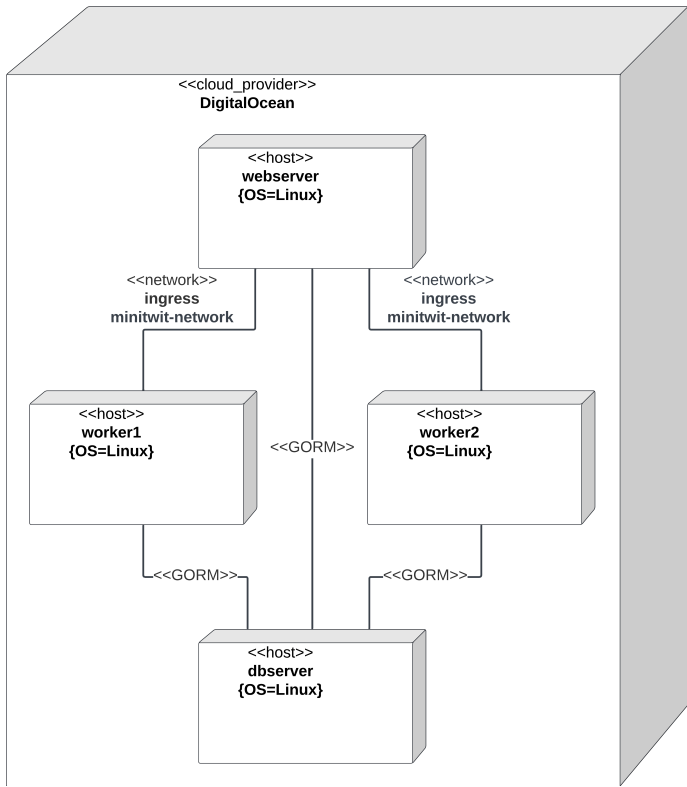 <<cloud_provider>>
DigitalOcean
<<host>>
webserver
{OS=Linux}
<<network>>
ingress
minitwit-network
<<network>>
ingress
minitwit-network
<<host>>
worker1
{OS=Linux}
<<GORM>>
<<host>>
worker2
{OS=Linux}
<<GORM>>
<<GORM>>
<<host>>
dbserver
{OS=Linux}